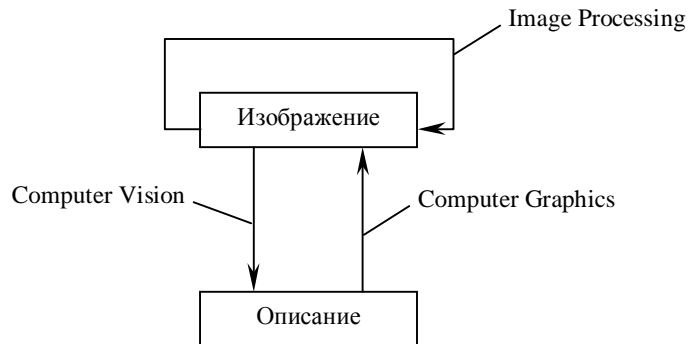 Image Processing
Изображение
Computer Vision
Computer Graphics
Описание